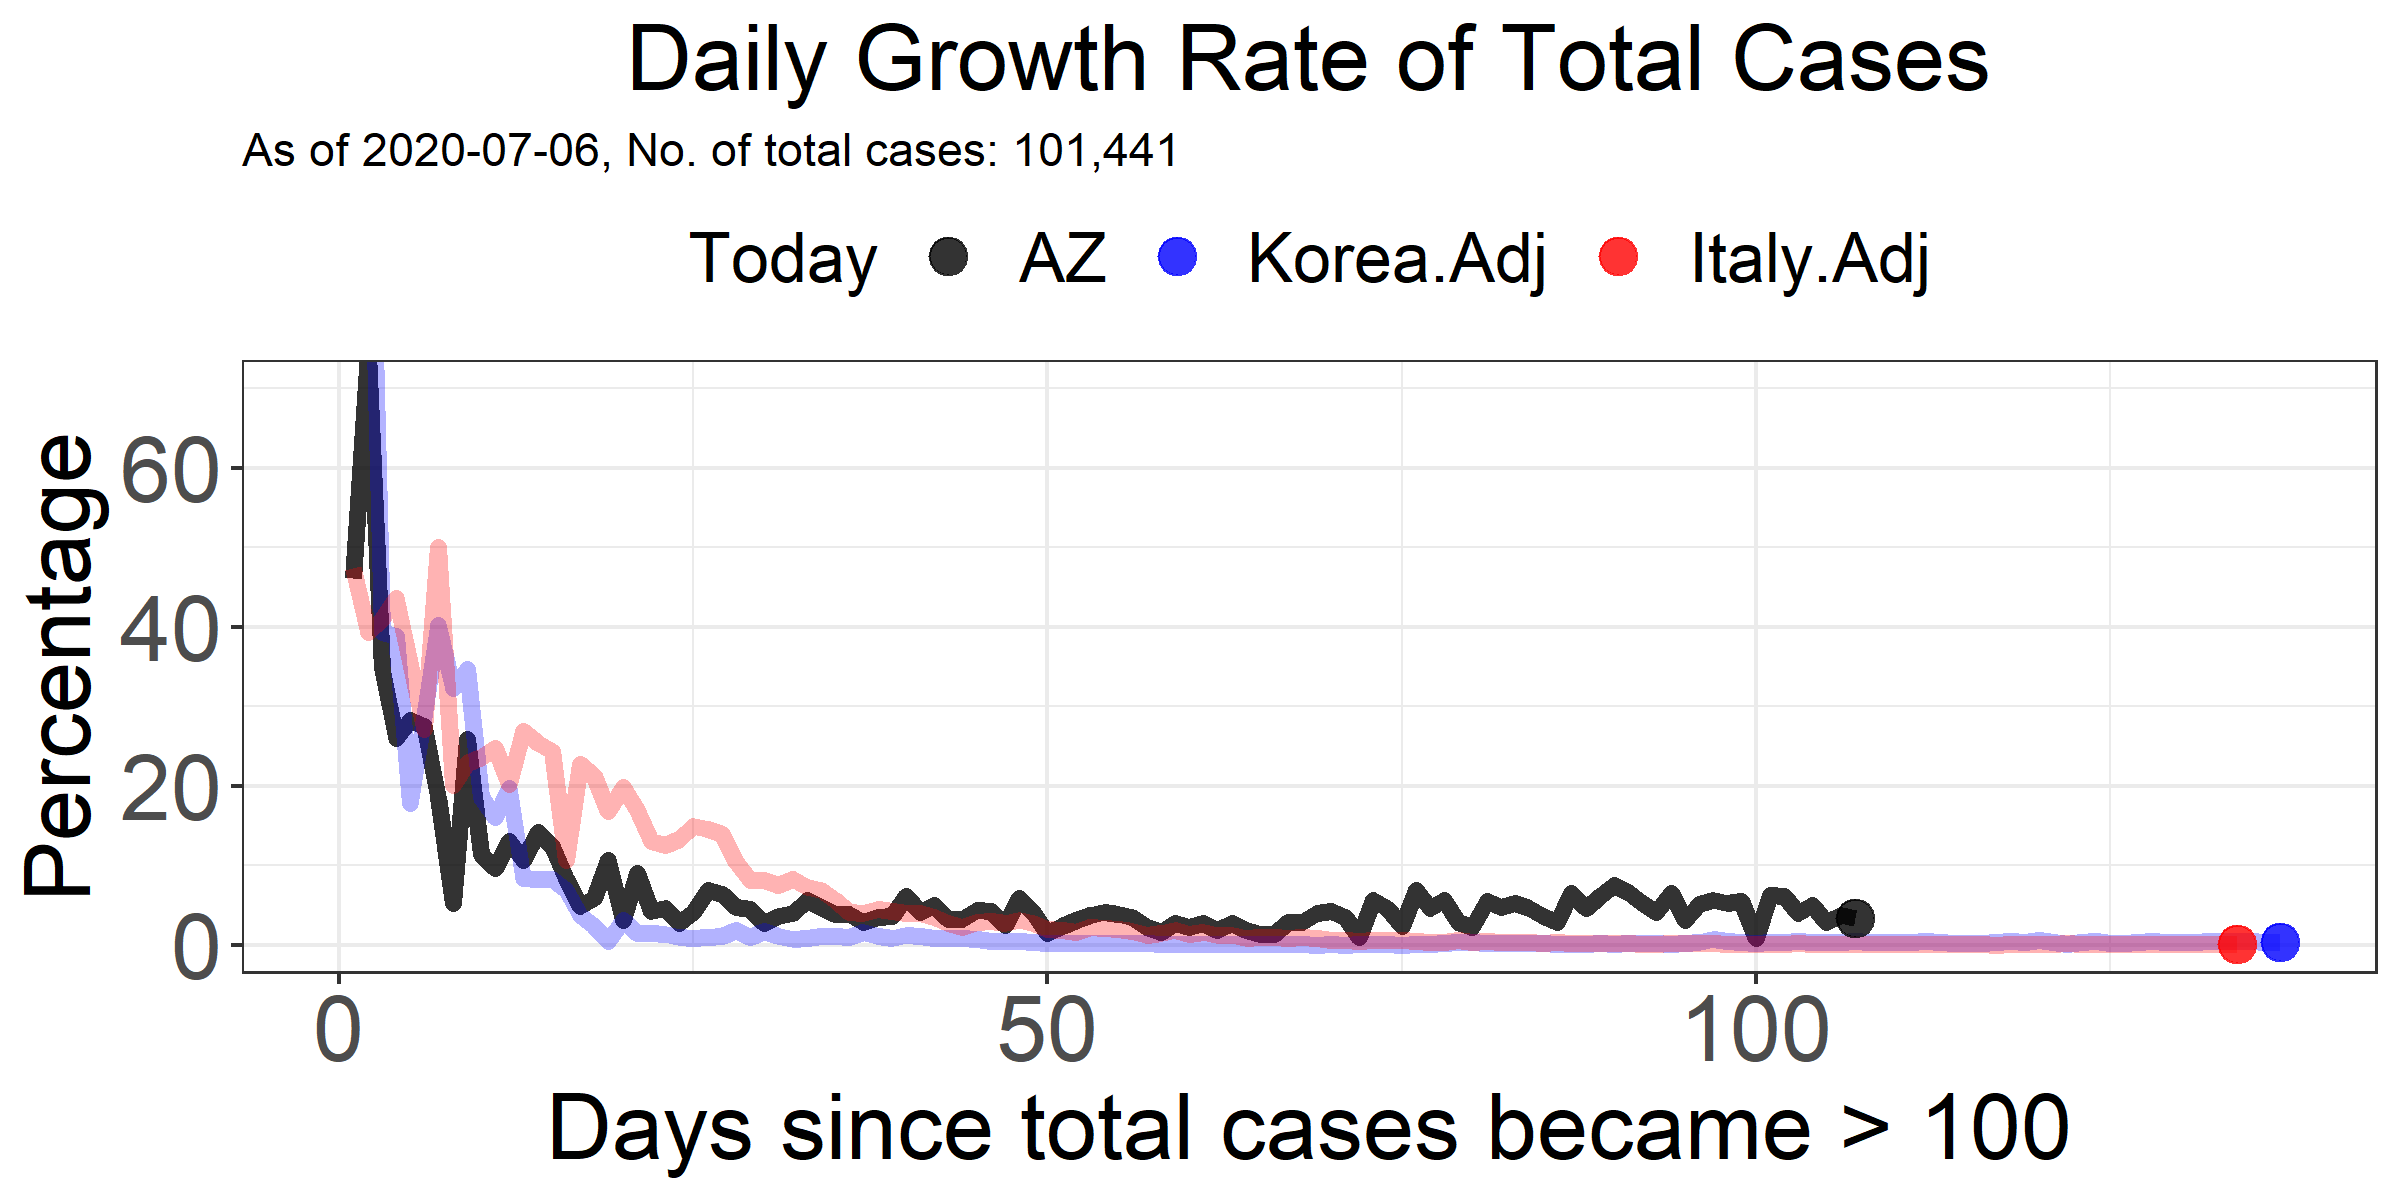 Daily Growth Rate of Total Cases
As of 2020-07-06, No. of total cases: 101,441
Today AZ Korea.Adj Italy.Adj
Percentage
60
40
20
0
0 50 100
Days since total cases became > 100